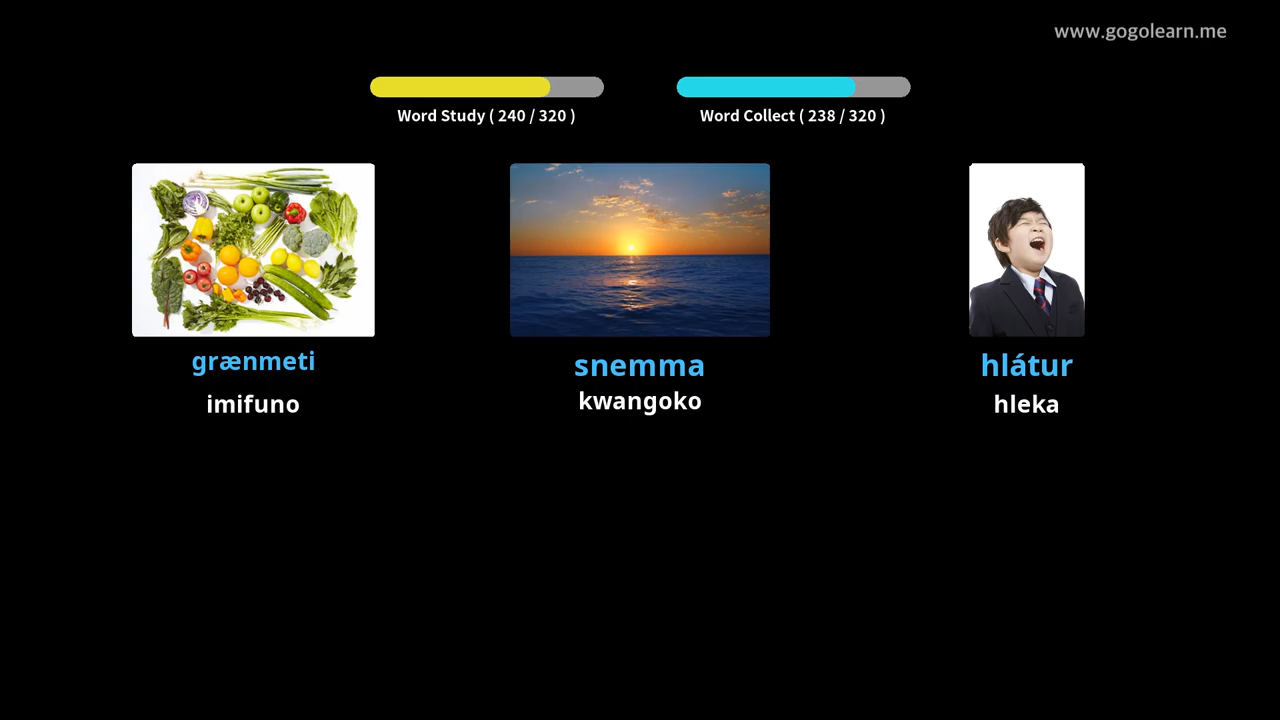 www.gogolearn.me
Word Study ( 240 / 320 )
Word Collect ( 238 / 320 )
grænmeti
imifuno
snemma
kwangoko
hlátur
hleka